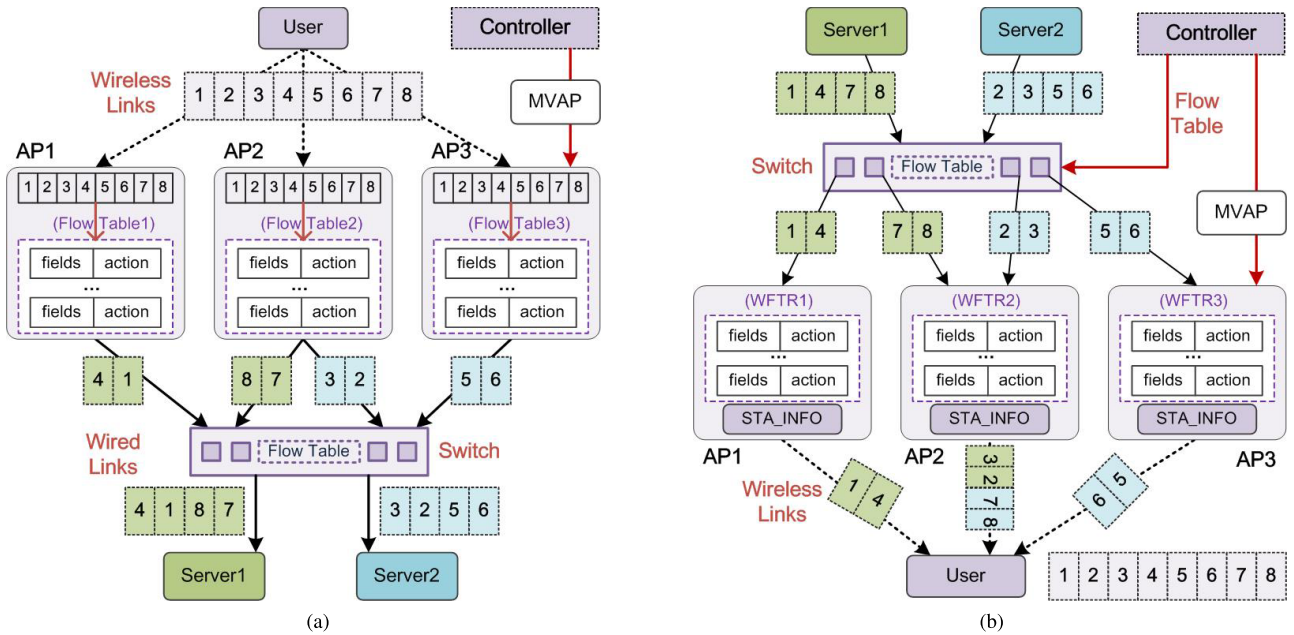 User
Controller
Wireless
Links
1 2 3 4 5 6 7 8
MVAP
AP1
AP2
AP3
1 2 3 4 5 6 7 8
1 2 3 4 5 6 7 8
1 2 3 4 5 6 7 8
(Flow Table1)
(Flow Table2)
(Flow Table3)
fields action
...
fields action
fields action
...
fields action
fields action
...
fields action
4 1
8 7
3 2
5 6
Wired
Links
Flow Table
Switch
4 1 8 7
3 2 5 6
Server1
Server2
(a)
Server1
Server2
Controller
1 4 7 8
2 3 5 6
Flow
Table
Switch
Flow Table
MVAP
1 4
7 8
2 3
5 6
(WFTR1)
(WFTR2)
(WFTR3)
fields action
...
fields action
STA_INFO
fields action
...
fields action
STA_INFO
fields action
...
fields action
STA_INFO
AP1
AP2
AP3
Wireless
Links
1 4
3 2 7 8
6 5
User
1 2 3 4 5 6 7 8
(b)